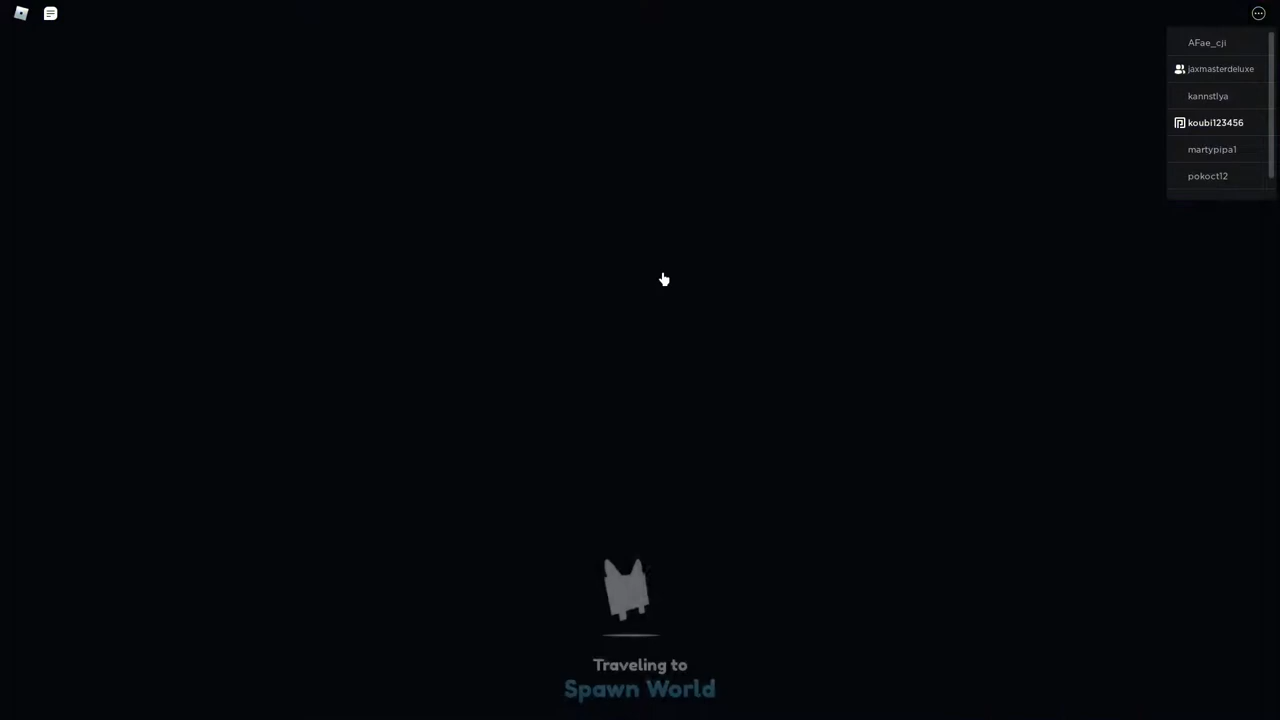 AFae_cji
jaxmasterdeluxe
kannstlya
koubi123456
martypipa1
pokoct12
Traveling to
Spawn World